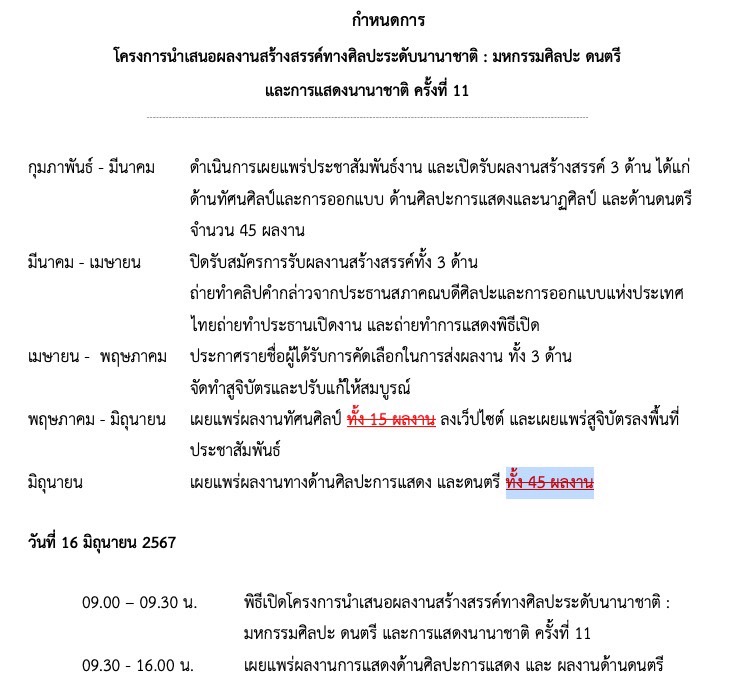 กำหนดการ
โครงการนำเสนอผลงานสร้างสรรค์ทางศิลปะระดับนานาชาติ : มหกรรมศิลปะ ดนตรี
และการแสดงนานาชาติ ครั้งที่ 11
กุมภาพันธ์ - มีนาคม ดำเนินการเผยแพร่ประชาสัมพันธ์งาน และเปิดรับผลงานสร้างสรรค์ 3 ด้าน ได้แก่
ด้านทัศนศิลป์และการออกแบบ ด้านศิลปะการแสดงและนาฏศิลป์ และด้านดนตรี
จำนวน 45 ผลงาน
มีนาคม - เมษายน ปิดรับสมัครการรับผลงานสร้างสรรค์ทั้ง 3 ด้าน
ถ่ายทำคลิปคำกล่าวจากประธานสภาคณบดีศิลปะและการออกแบบแห่งประเทศ
ไทยถ่ายทำประธานเปิดงาน และถ่ายทำการแสดงพิธีเปิด
เมษายน - พฤษภาคม ประกาศรายชื่อผู้ได้รับการคัดเลือกในการส่งผลงาน ทั้ง 3 ด้าน
จัดทำสูจิบัตรและปรับแก้ให้สมบูรณ์
พฤษภาคม - มิถุนายน เผยแพร่ผลงานทัศนศิลป์ ทั้ง 15 ผลงาน ลงเว็ปไซต์ และเผยแพร่สูจิบัตรลงพื้นที่
ประชาสัมพันธ์
มิถุนายน เผยแพร่ผลงานทางด้านศิลปะการแสดง และดนตรี ทั้ง 45 ผลงาน
วันที่ 16 มิถุนายน 2567
09.00 – 09.30 น. พิธีเปิดโครงการนำเสนอผลงานสร้างสรรค์ทางศิลปะระดับนานาชาติ :
มหกรรมศิลปะ ดนตรี และการแสดงนานาชาติ ครั้งที่ 11
09.30 - 16.00 น. เผยแพร่ผลงานการแสดงด้านศิลปะการแสดง และ ผลงานด้านดนตรี